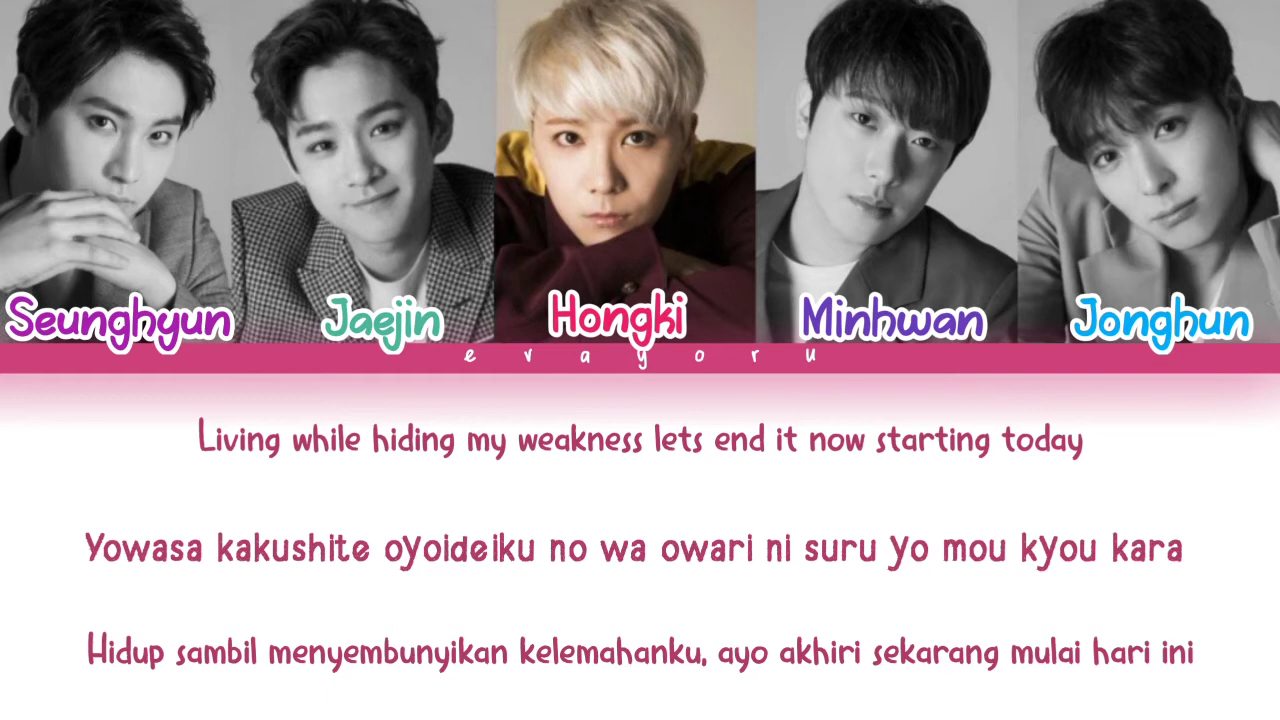 Seunghyun Jaejin Hongki Minhwan Jonghun
evayoru
Living while hiding my weakness lets end it now starting today
Yowasa kakushite oyoideiku no wa owari ni suru yo mou kyou kara
Hidup sambil menyembunyikan kelemahanku, ayo akhiri sekarang mulai hari ini